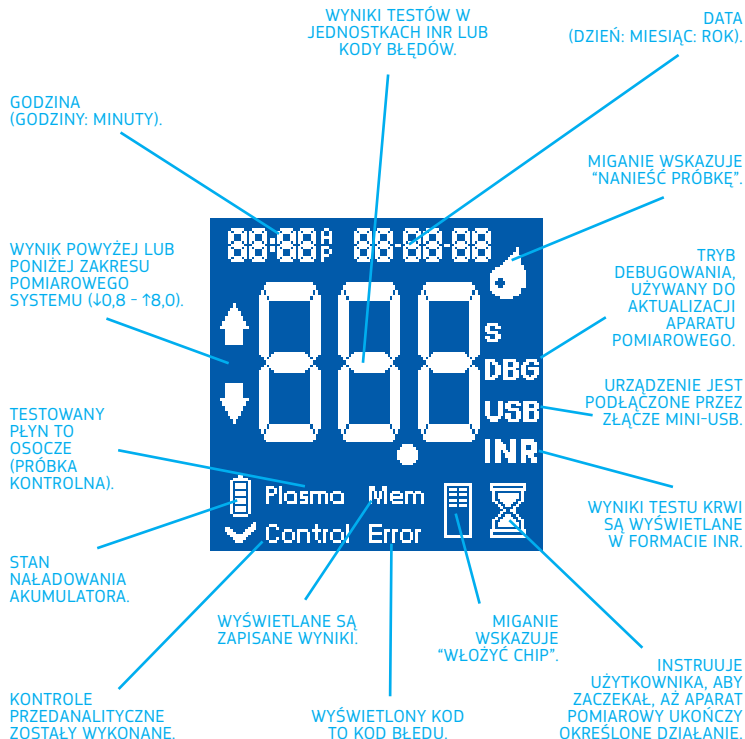 WYNIKI TESTÓW W
JEDNOSTKACH INR LUB
KODY BŁĘDÓW.
DATA
(DZIEŃ: MIESIĄC: ROK).
GODZINA
(GODZINY: MINUTY).
MIGANIE WSKAZUJE
“NANIEŚĆ PRÓBKĘ”.
WYNIK POWYŻEJ LUB
PONIŻEJ ZAKRESU
POMIAROWEGO
SYSTEMU (↓0,8 - ↑8,0).
TRYB
DEBUGOWANIA,
UŻYWANY DO
AKTUALIZACJI
APARATU
POMIAROWEGO.
URZĄDZENIE JEST
PODŁĄCZONE PRZEZ
ZŁĄCZE MINI-USB.
TESTOWANY
PŁYN TO
OSOCZE
(PRÓBKA
KONTROLNA).
88:88 A P 88-88-88
88.8
S
DBG
USB
INR
Plasma Mem
Control Error
WYNIKI TESTU KRWI
SĄ WYŚWIETLANE
W FORMACIE INR.
STAN
NAŁADOWANIA
AKUMULATORA.
WYŚWIETLANE SĄ
ZAPISANE WYNIKI.
MIGANIE
WSKAZUJE
“WŁOŻYĆ CHIP”.
INSTRUUJE
UŻYTKOWNIKA, ABY
ZACZEKAŁ, AŻ APARAT
POMIAROWY UKOŃCZY
OKREŚLONE DZIAŁANIE.
KONTROLE
PRZEDANALITYCZNE
ZOSTAŁY WYKONANE.
WYŚWIETLONY KOD
TO KOD BŁEDU.